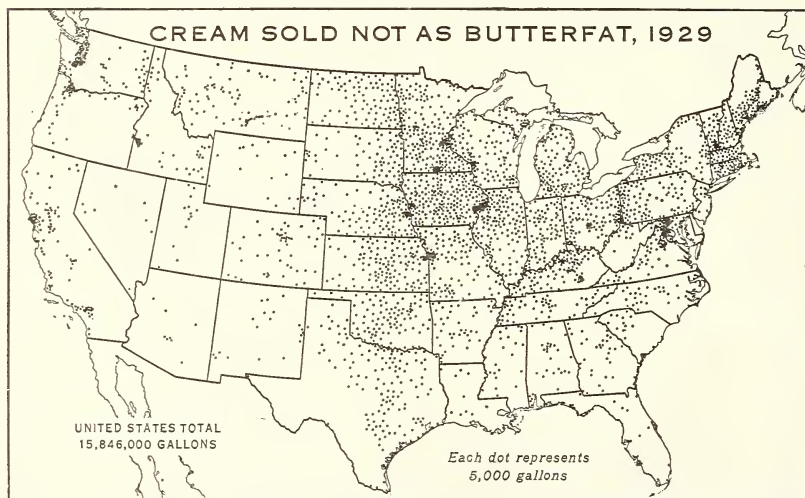 CREAM SOLD NOT AS BUTTERFAT, 1929
UNITED STATES TOTAL
15,846,000 GALLONS
Each dot represents
5,000 gallons